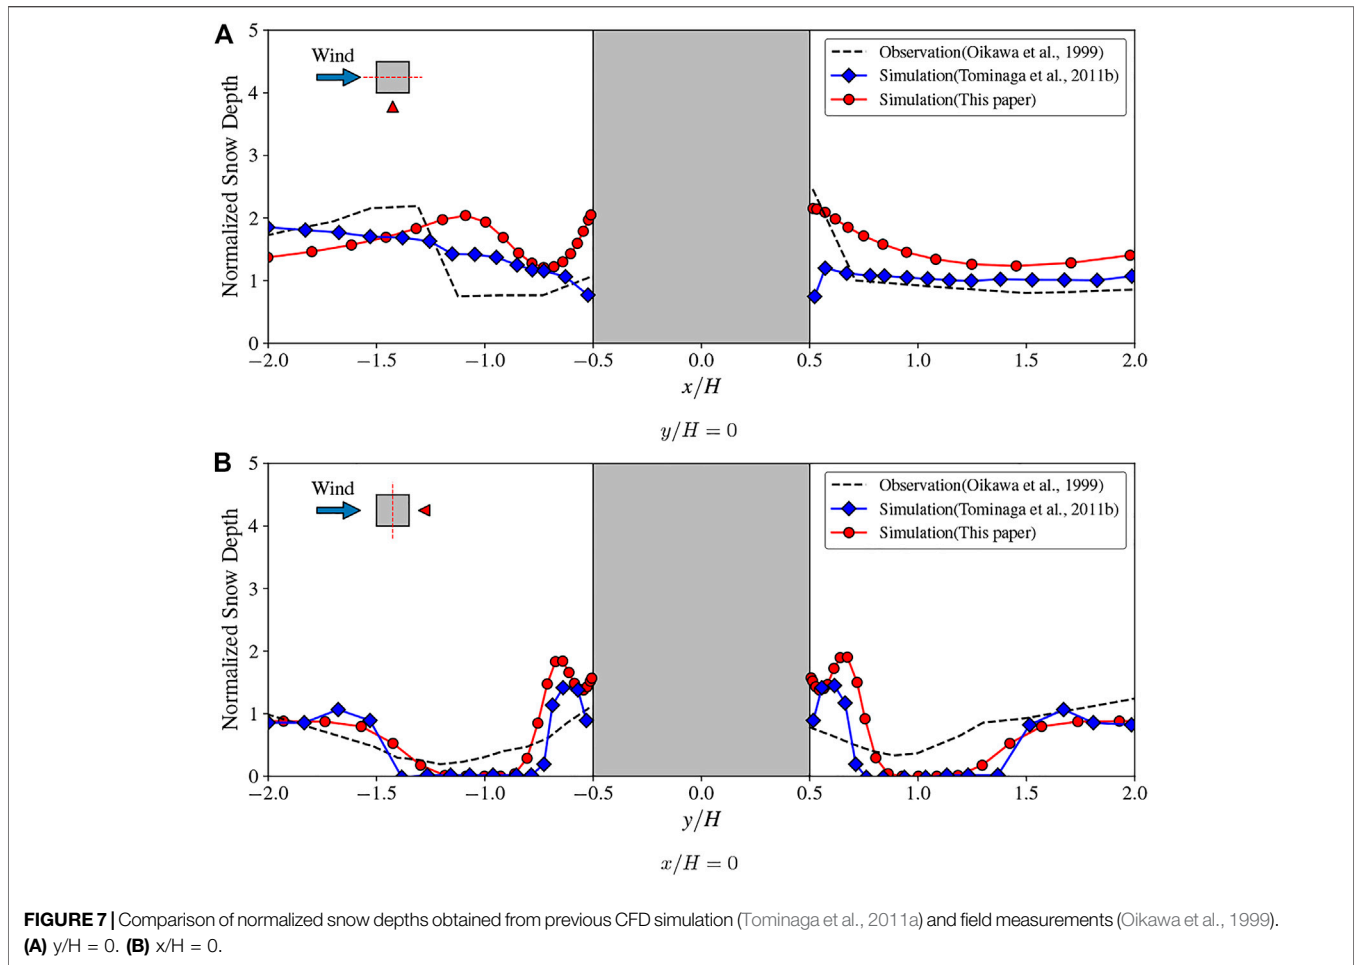 A
Wind
Observation(Oikawa et al., 1999)
Simulation(Tominaga et al., 2011b)
Simulation(This paper)
Normalized Snow Depth
5
4
3
2
1
0
−2.0 −1.5 −1.0 −0.5 0.0 0.5 1.0 1.5 2.0
x/H
y/H = 0
B
Wind
Observation(Oikawa et al., 1999)
Simulation(Tominaga et al., 2011b)
Simulation(This paper)
Normalized Snow Depth
5
4
3
2
1
0
−2.0 −1.5 −1.0 −0.5 0.0 0.5 1.0 1.5 2.0
y/H
x/H = 0
FIGURE 7 | Comparison of normalized snow depths obtained from previous CFD simulation (Tominaga et al., 2011a) and field measurements (Oikawa et al., 1999).
(A) y/H = 0. (B) x/H = 0.